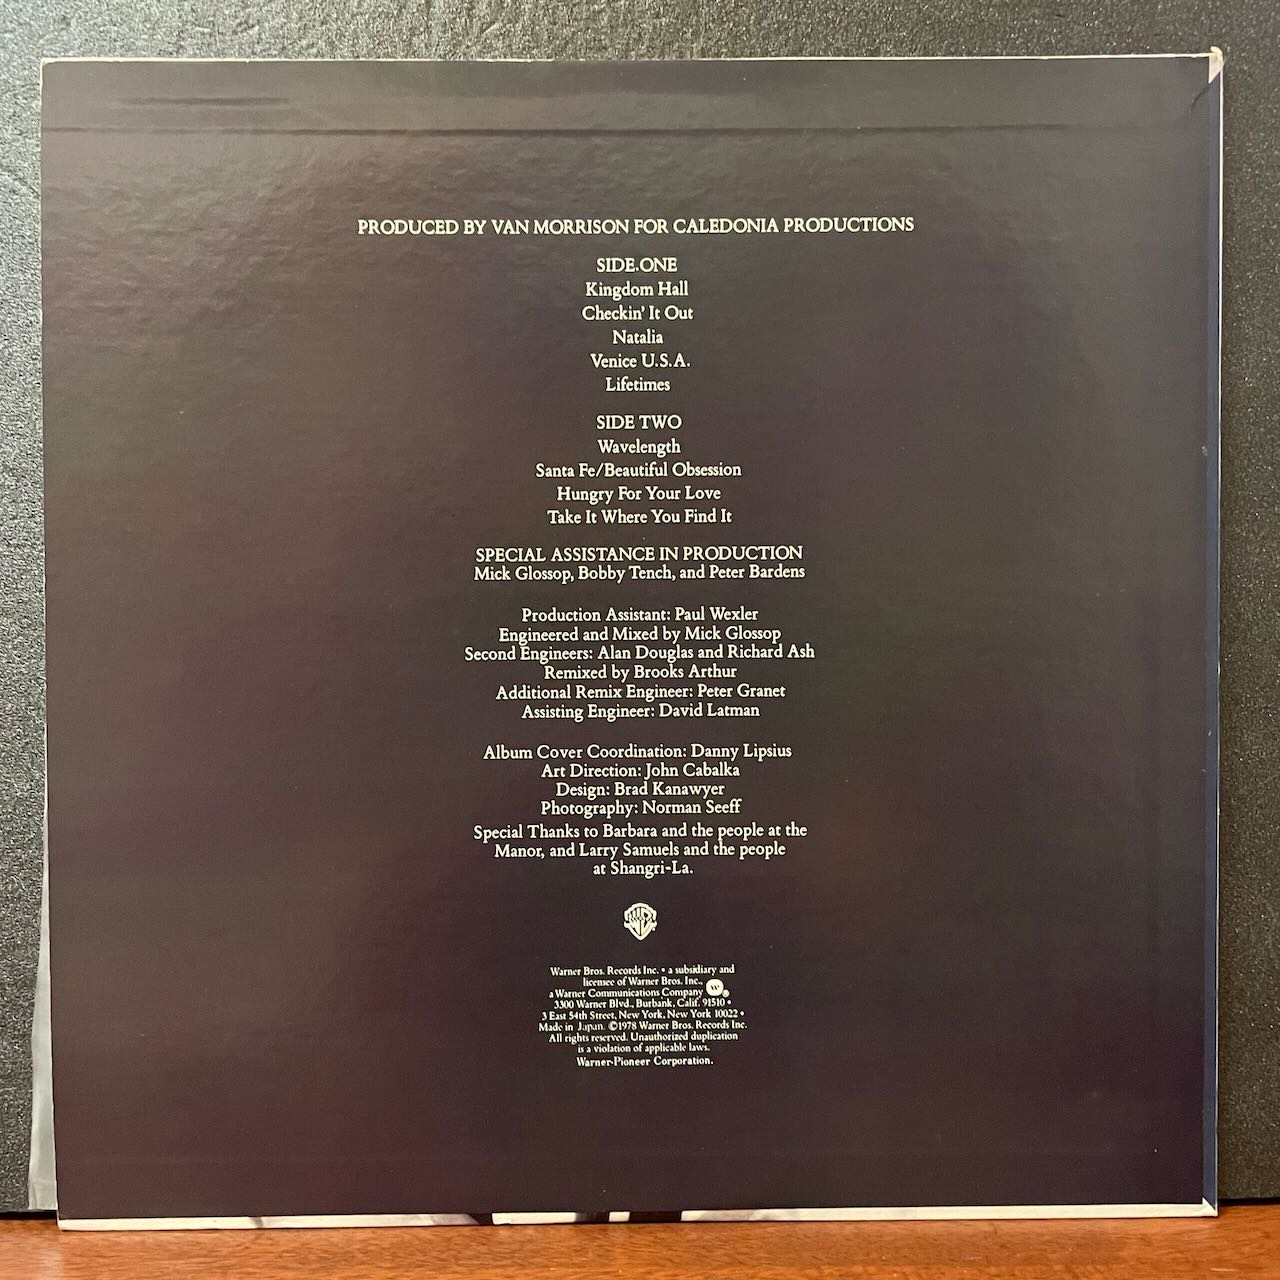 PRODUCED BY VAN MORRISON FOR CALEDONIA PRODUCTIONS
SIDE.ONE
Kingdom Hall
Checkin' It Out
Natalia
Venice U.S.A.
Lifetimes
SIDE TWO
Wavelength
Santa Fe/Beautiful Obsession
Hungry For Your Love
Take It Where You Find It
SPECIAL ASSISTANCE IN PRODUCTION
Mick Glossop, Bobby Tench, and Peter Bardens
Production Assistant: Paul Wexler
Engineered and Mixed by Mick Glossop
Second Engineers: Alan Douglas and Richard Ash
Remixed by Brooks Arthur
Additional Remix Engineer: Peter Granet
Assisting Engineer: David Latman
Album Cover Coordination: Danny Lipsius
Art Direction: John Cabalka
Design: Brad Kanawyer
Photography: Norman Seeff
Special Thanks to Barbara and the people at the
Manor, and Larry Samuels and the people
at Shangri-La.
WB
Warner Bros. Records Inc. • a subsidiary and
licensee of Warner Bros. Inc.,
a Warner Communications Company W ®.
3300 Warner Blvd., Burbank, Calif. 91510 •
3 East 54th Street, New York, New York 10022 •
Made in Japan. ©1978 Warner Bros. Records Inc.
All rights reserved. Unauthorized duplication
is a violation of applicable laws.
Warner-Pioneer Corporation.